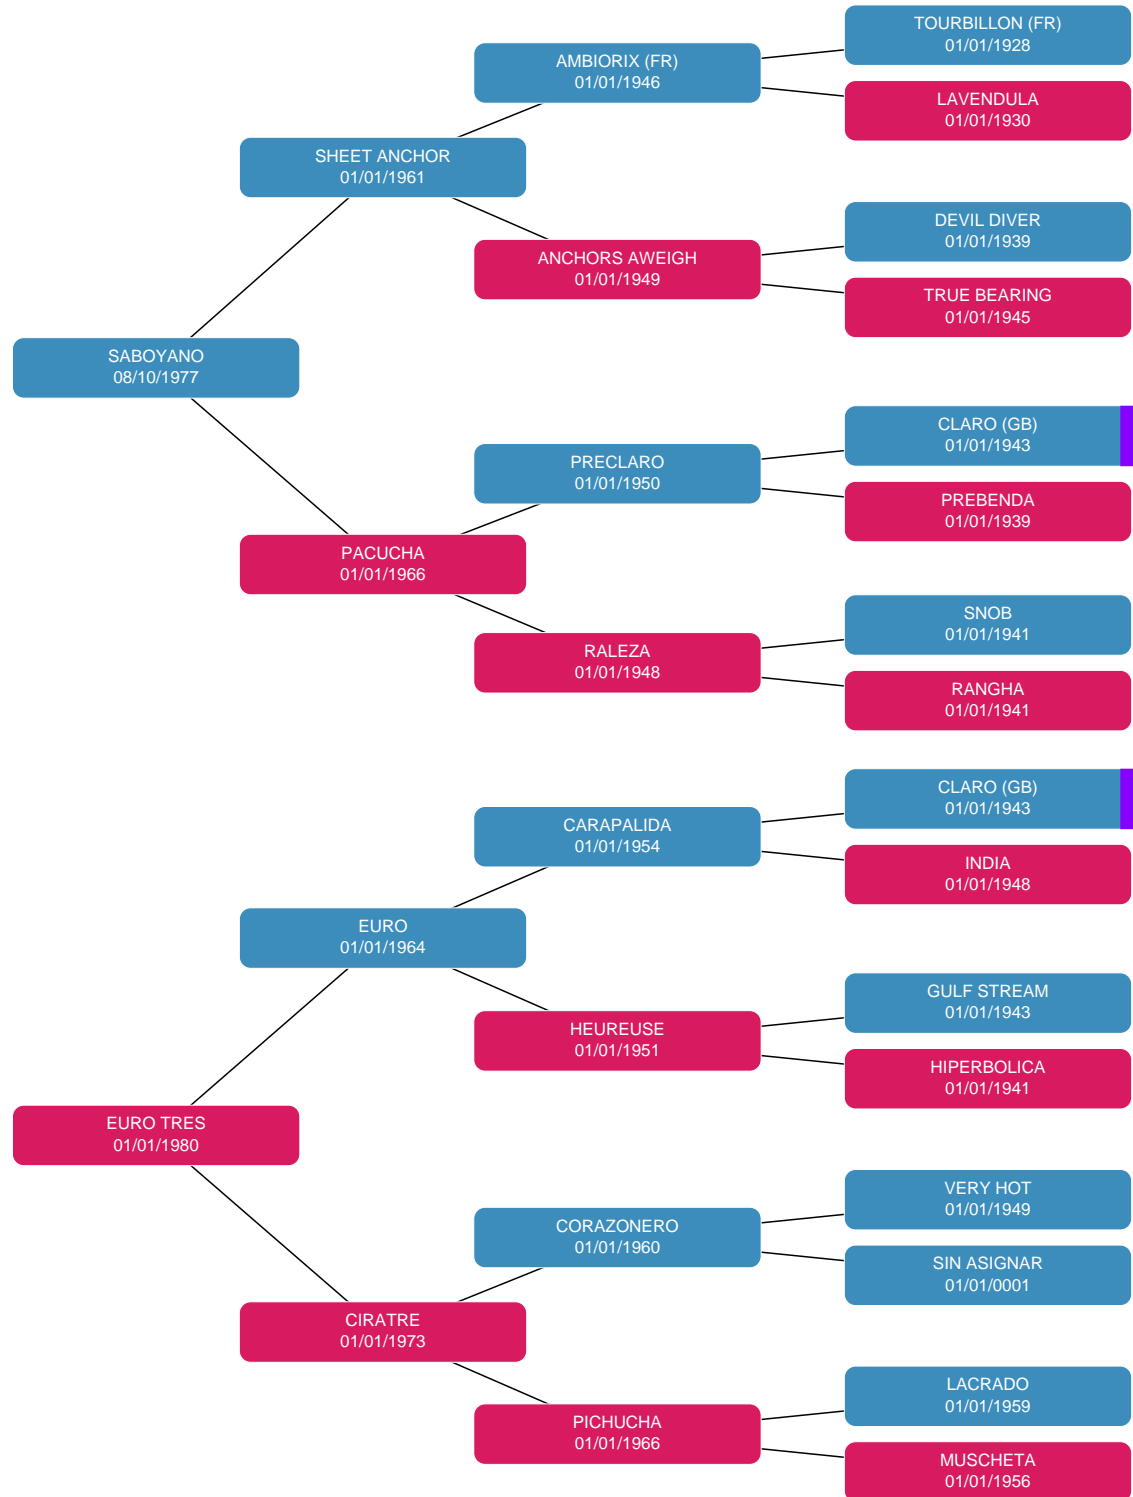 TOURBILLON (FR)
01/01/1928
AMBIORIX (FR)
01/01/1946
LAVENDULA
01/01/1930
SHEET ANCHOR
01/01/1961
DEVIL DIVER
01/01/1939
ANCHORS AWEIGH
01/01/1949
TRUE BEARING
01/01/1945
SABOYANO
08/10/1977
CLARO (GB)
01/01/1943
PRECLARO
01/01/1950
PREBENDA
01/01/1939
PACUCHA
01/01/1966
SNOB
01/01/1941
RALEZA
01/01/1948
RANGHA
01/01/1941
CLARO (GB)
01/01/1943
CARAPALIDA
01/01/1954
INDIA
01/01/1948
EURO
01/01/1964
GULF STREAM
01/01/1943
HEUREUSE
01/01/1951
HIPERBOLICA
01/01/1941
EURO TRES
01/01/1980
VERY HOT
01/01/1949
CORAZONERO
01/01/1960
SIN ASIGNAR
01/01/0001
CIRATRE
01/01/1973
LACRADO
01/01/1959
PICHUCHA
01/01/1966
MUSCHETA
01/01/1956